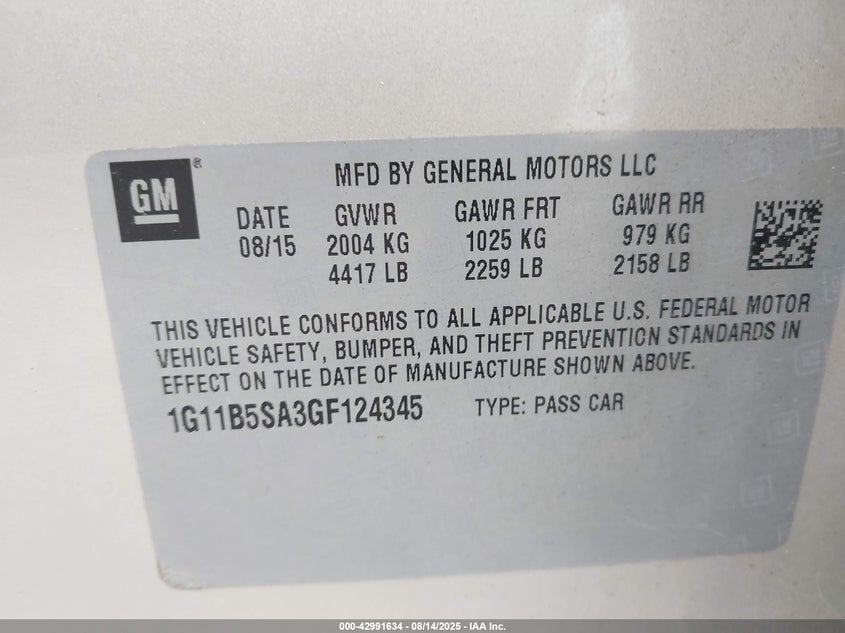 GM®
MFD BY GENERAL MOTORS LLC
DATE GVWR GAWR FRT GAWR RR
08/15 2004 KG 1025 KG 979 KG
4417 LB 2259 LB 2158 LB
THIS VEHICLE CONFORMS TO ALL APPLICABLE U.S. FEDERAL MOTOR
VEHICLE SAFETY, BUMPER, AND THEFT PREVENTION STANDARDS IN
EFFECT ON THE DATE OF MANUFACTURE SHOWN ABOVE.
1G11B5SA3GF124345 TYPE: PASS CAR
000-42991634 - 08/14/2025 - IAA Inc.